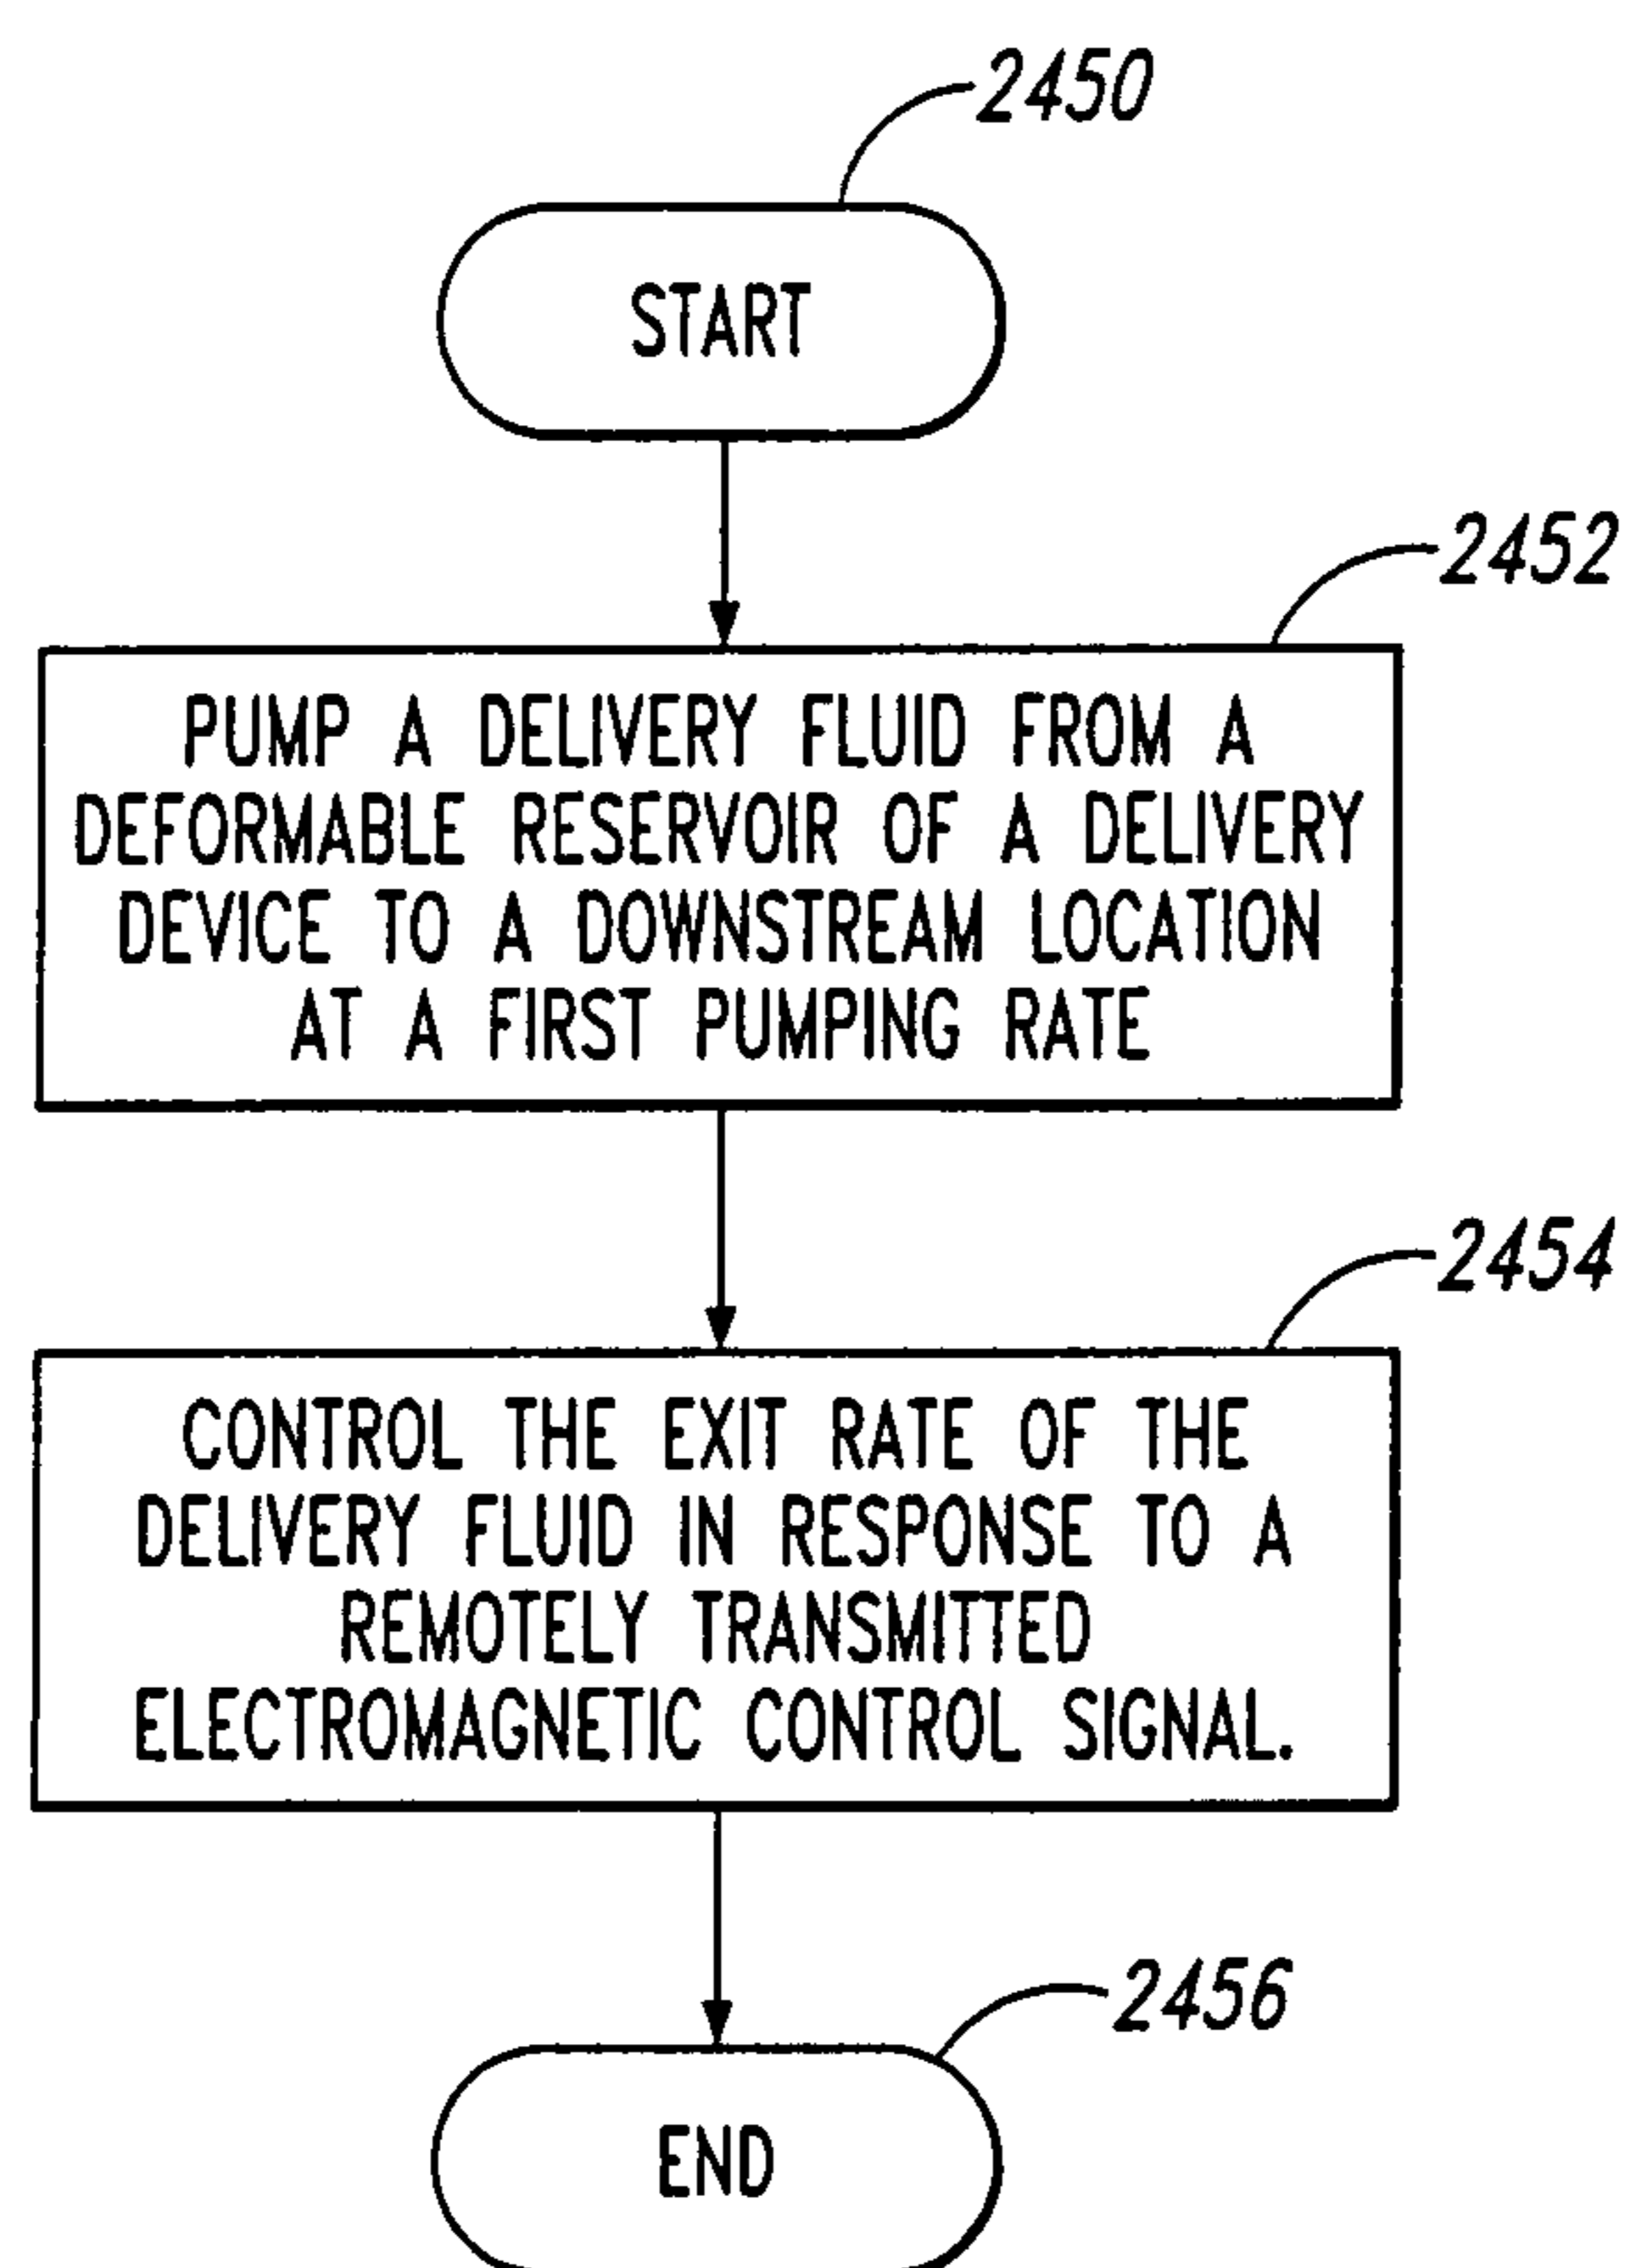 2450
START
2452
PUMP A DELIVERY FLUID FROM A
DEFORMABLE RESERVOIR OF A DELIVERY
DEVICE TO A DOWNSTREAM LOCATION
AT A FIRST PUMPING RATE
2454
CONTROL THE EXIT RATE OF THE
DELIVERY FLUID IN RESPONSE TO A
REMOTELY TRANSMITTED
ELECTROMAGNETIC CONTROL SIGNAL.
2456
END